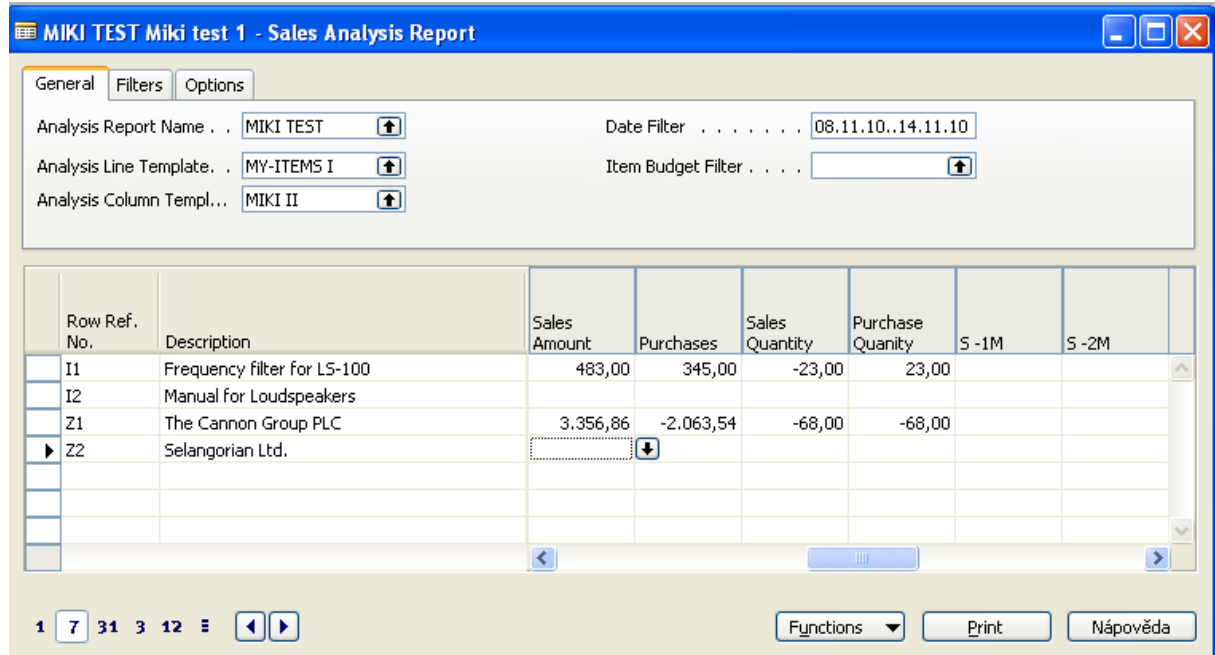 MIKI TEST Miki test 1 - Sales Analysis Report
General Filters Options
Analysis Report Name . . MIKI TEST Date Filter . . . . . . . 08.11.10..14.11.10
Analysis Line Template. . MY-ITEMS I Item Budget Filter . . . .
Analysis Column Templ... MIKI II
Row Ref. No. Description Sales Amount Purchases Sales Quantity Purchase Quanity S -1M S -2M
I1 Frequency filter for LS-100 483,00 345,00 -23,00 23,00
I2 Manual for Loudspeakers
Z1 The Cannon Group PLC 3.356,86 -2.063,54 -68,00 -68,00
Z2 Selangorian Ltd.
1 7 31 3 12 Functions Print Nápověda